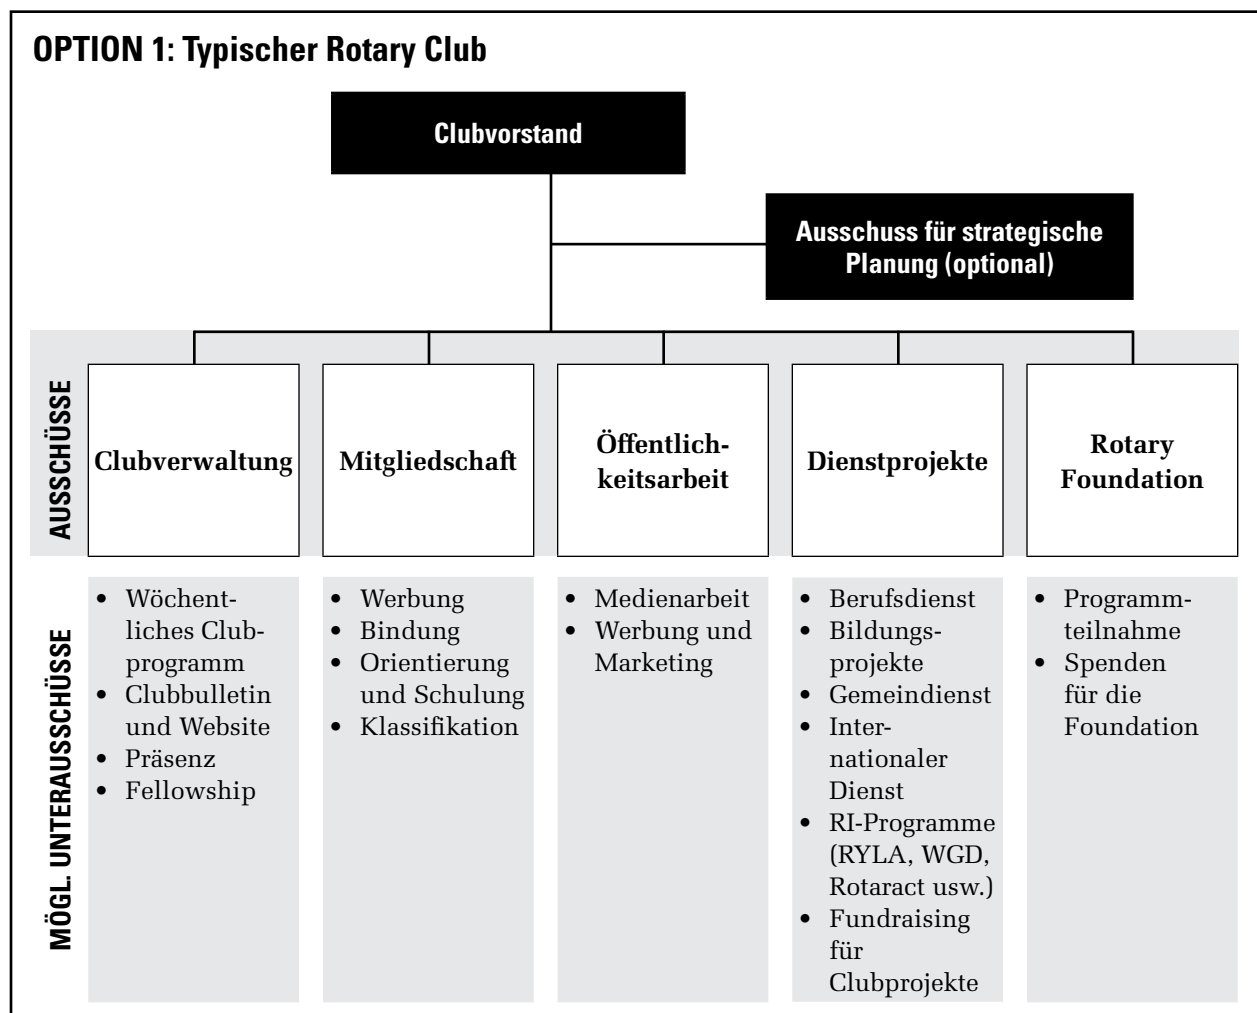 OPTION 1: Typischer Rotary Club
Clubvorstand
Ausschuss für strategische
Planung (optional)
AUSSCHÜSSE
Clubverwaltung
Mitgliedschaft
Öffentlich-
keitsarbeit
Dienstprojekte
Rotary
Foundation
MÖGL. UNTERAUSSCHÜSSE
• Wöchent-
liches Club-
programm
• Clubbulletin
und Website
• Präsenz
• Fellowship
• Werbung
• Bindung
• Orientierung
und Schulung
• Klassifikation
• Medienarbeit
• Werbung und
Marketing
• Berufsdienst
• Bildungs-
projekte
• Gemeindienst
• Inter-
nationaler
Dienst
• RI-Programme
(RYLA, WGD,
Rotaract usw.)
• Fundraising
für
Clubprojekte
• Programm-
teilnahme
• Spenden
für die
Foundation